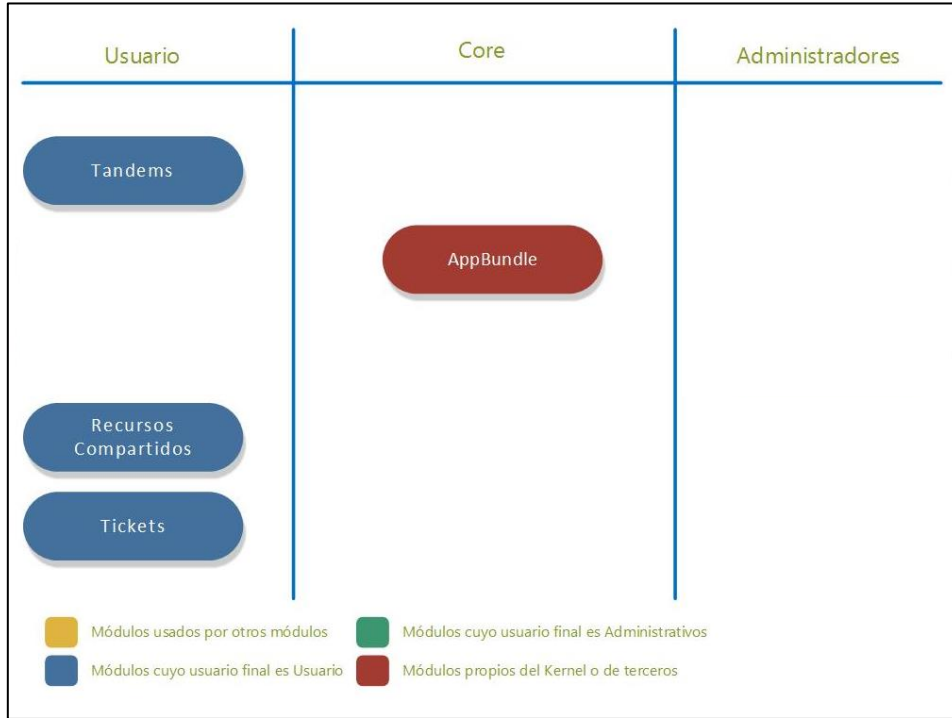 Usuario
Core
Administradores
Tandems
AppBundle
Recursos
Compartidos
Tickets
Módulos usados por otros módulos
Módulos cuyo usuario final es Administrativos
Módulos cuyo usuario final es Usuario
Módulos propios del Kernel o de terceros